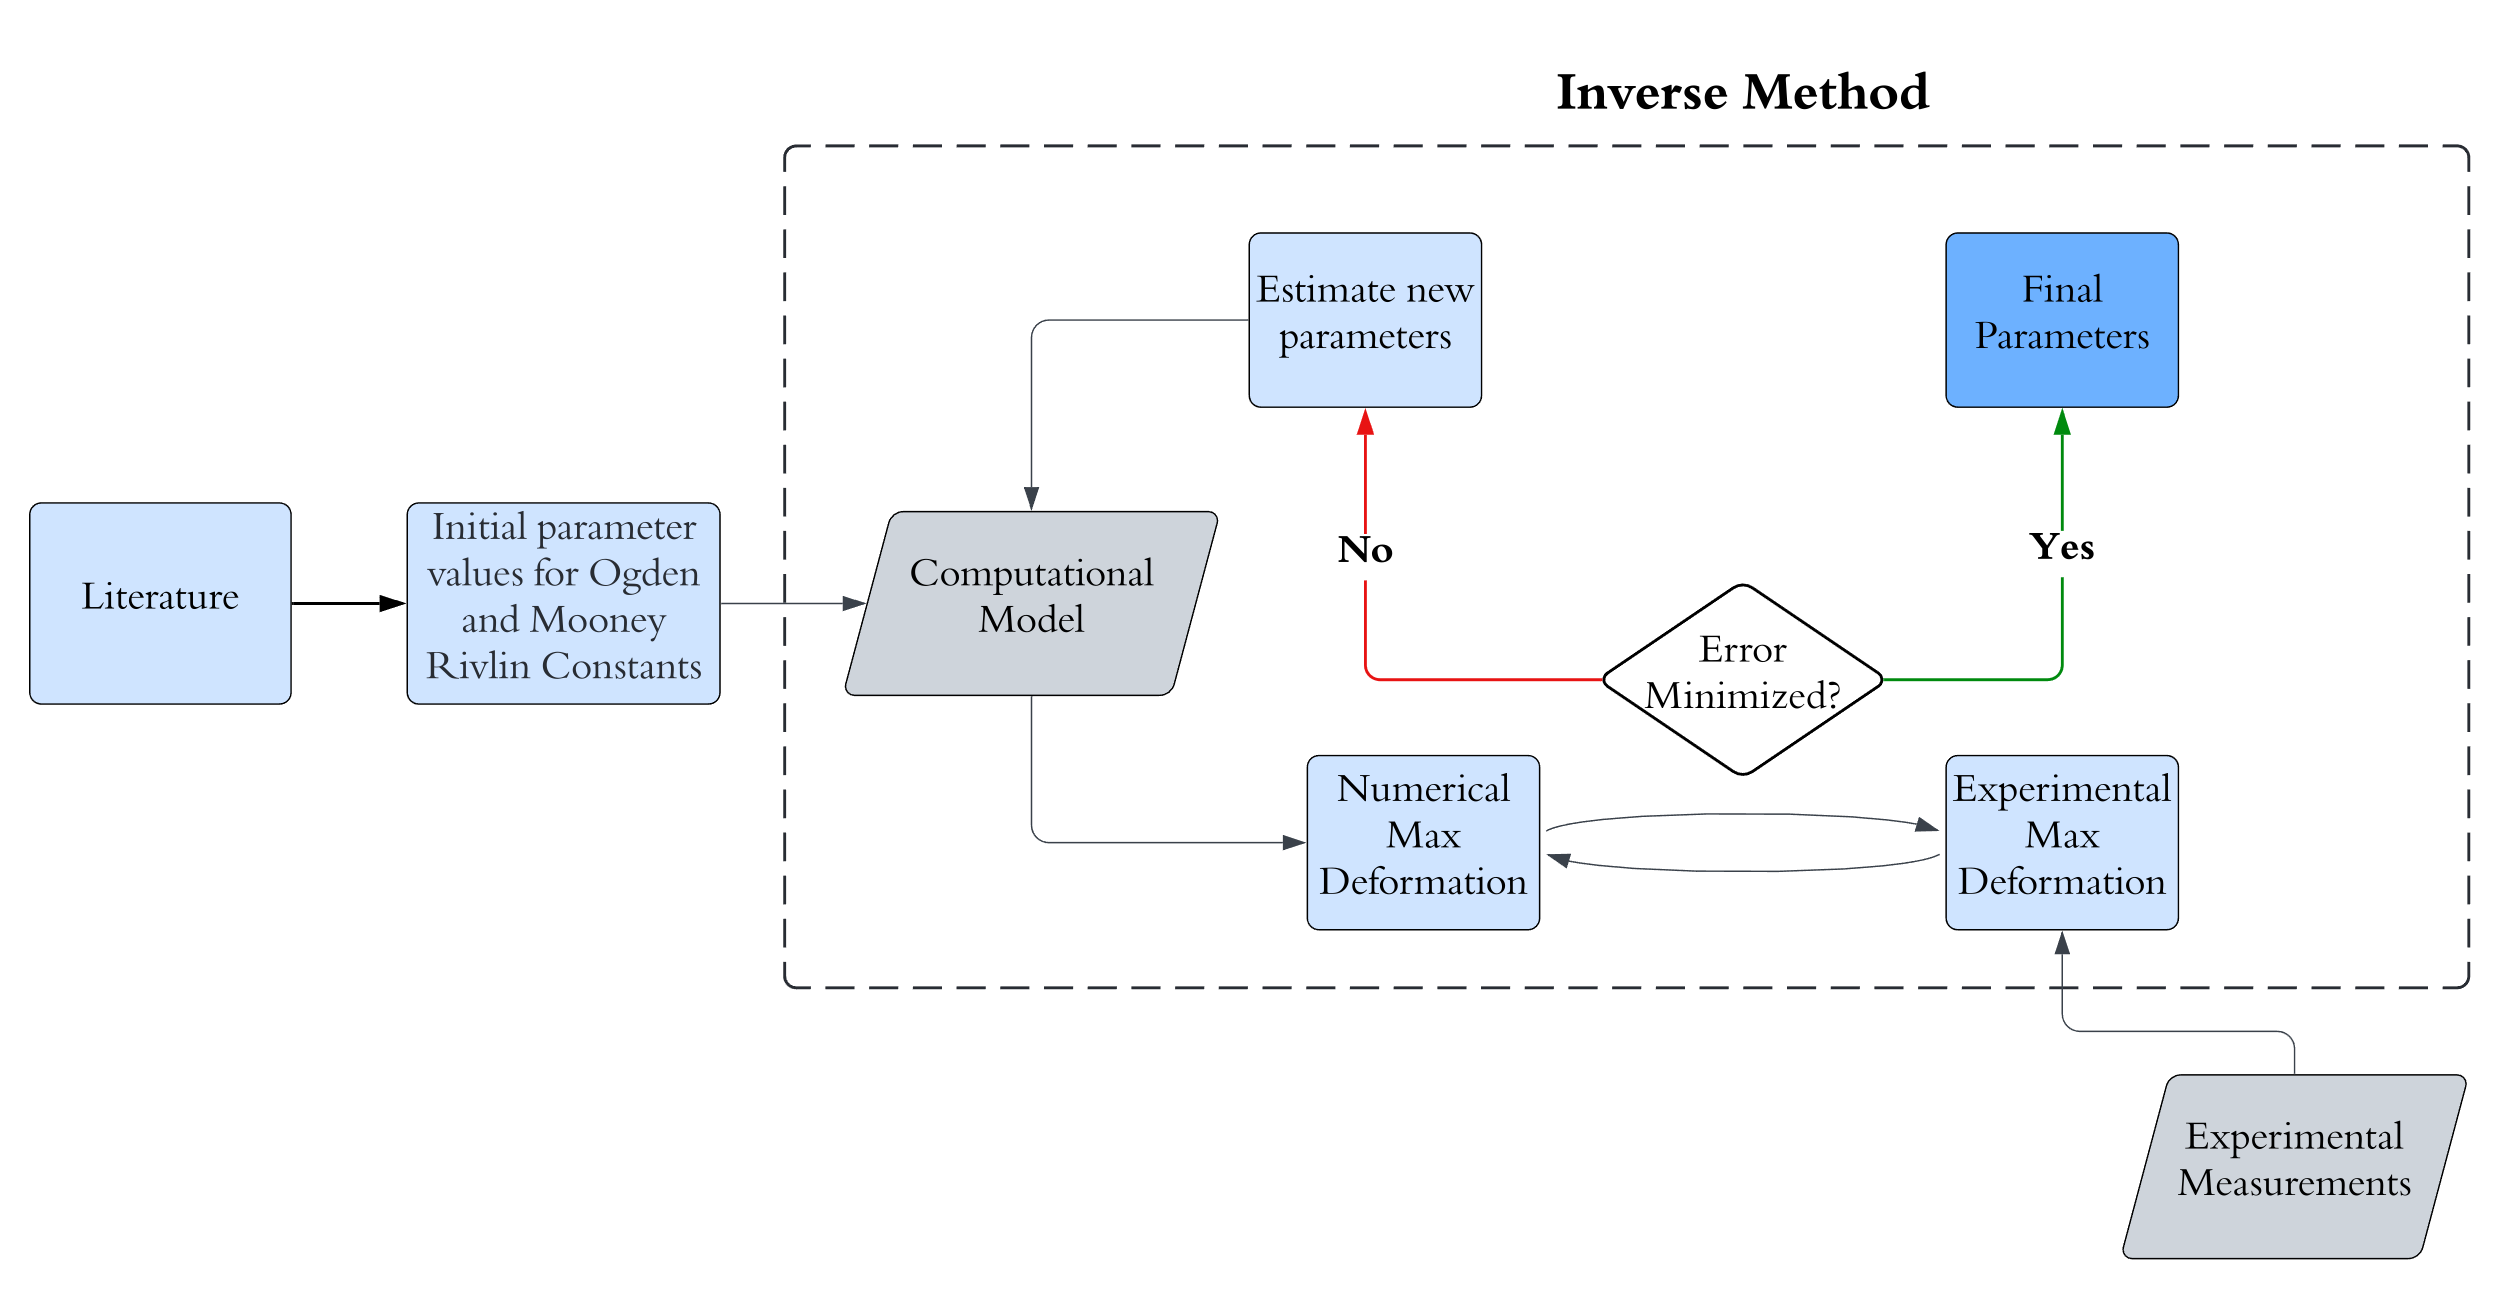 Inverse Method
Estimate new
parameters
Final
Parameters
Literature
Initial parameter
values for Ogden
and Mooney
Rivlin Constants
Computational
Model
No
Yes
Error
Minimized?
Numerical
Max
Deformation
Experimental
Max
Deformation
Experimental
Measurements